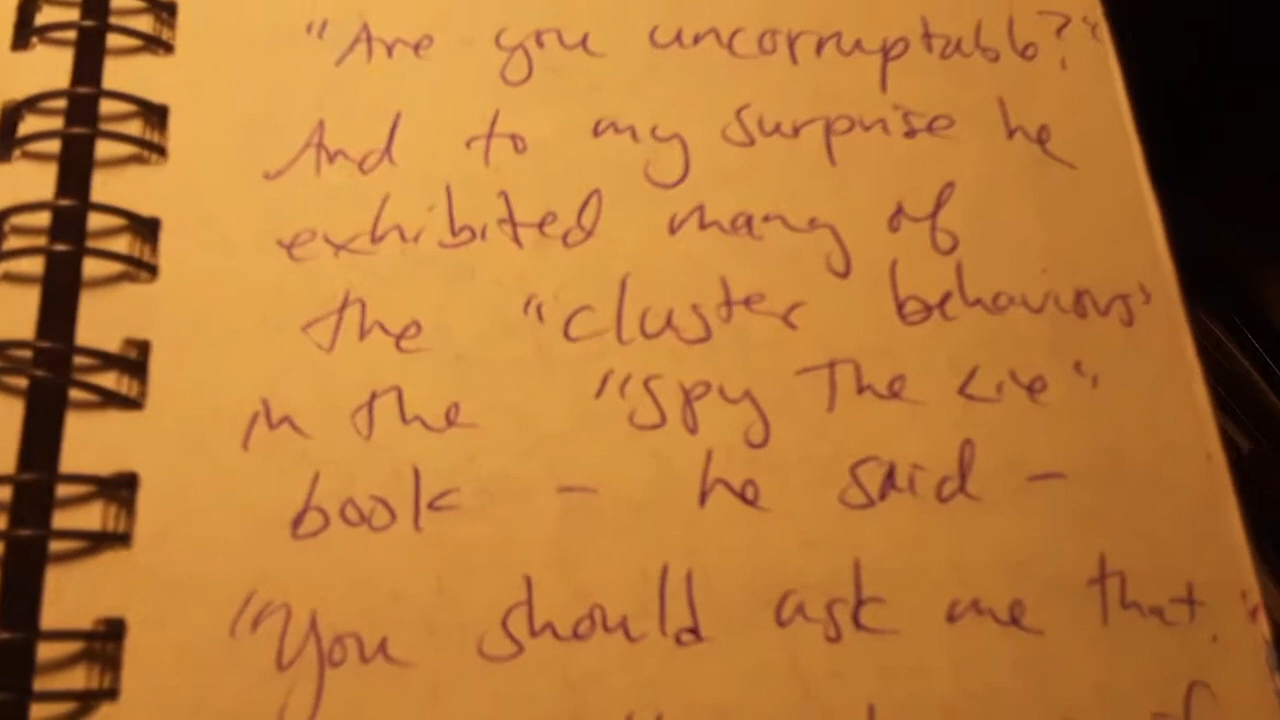 "Are you uncorruptabb?"
And to my surprise he
exhibited many of
the "cluster behaviors"
in the "Spy The Lie"
book - he said -
"You should ask me that."